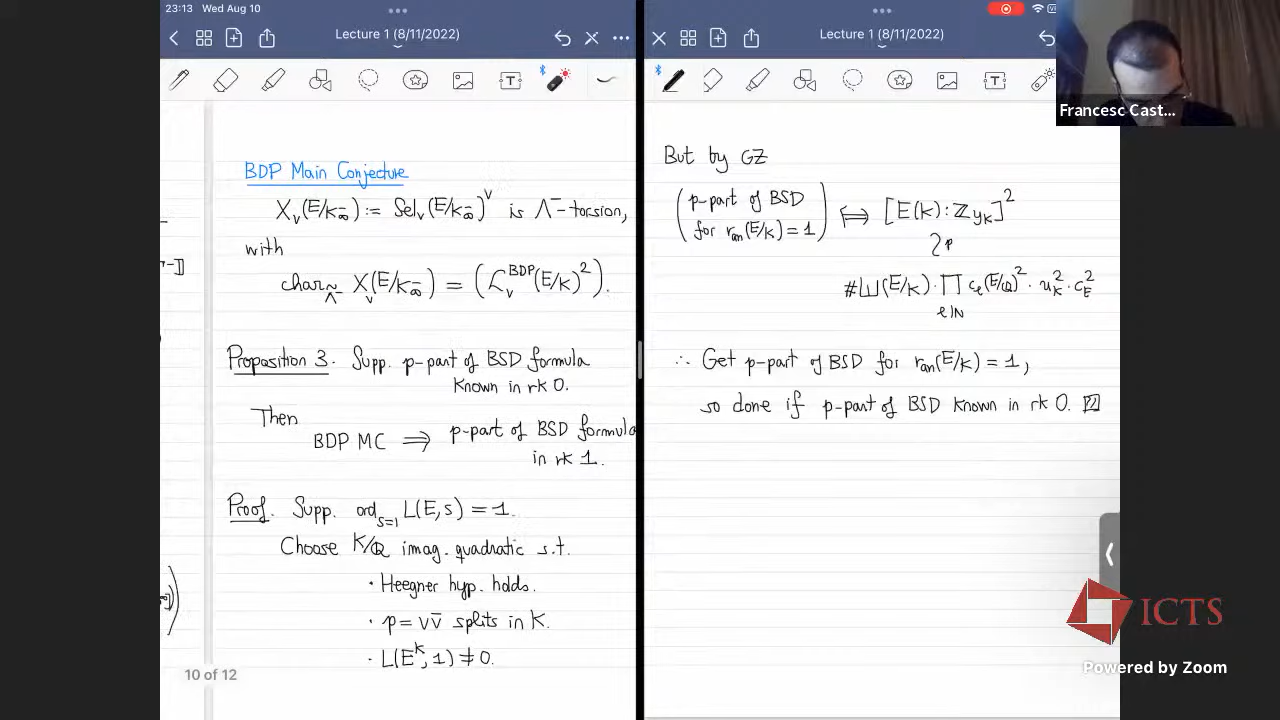 23:13 Wed Aug 10
Lecture 1 (8/11/2022)
BDP Main Conjecture
X_v(E/K_∞^-) := Sel_v(E/K_∞^-)^∨ is Λ^- -torsion,
with
char_Λ^- X_v(E/K_∞^-) = (ℒ_v^BDP(E/K)^2).
Proposition 3. Supp. p-part of BSD formula
known in rk 0.
Then
BDP MC ⟹ p-part of BSD formula
in rk 1.
Proof. Supp. ord_{s=1} L(E,s) = 1.
Choose K/ℚ imag. quadratic s.t.
· Heegner hyp. holds.
· p = v v̄ splits in K.
· L(E^K, 1) ≠ 0.
10 of 12
Lecture 1 (8/11/2022)
But by GZ
(p-part of BSD
for r_an(E/K) = 1) ⟺ [E(K) : ℤy_K]^2
~p
#Ш(E/K) · ∏_{ℓ|N} c_ℓ(E/ℚ)^2 · u_K^2 · c_E^2
∴ Get p-part of BSD for r_an(E/K) = 1,
so done if p-part of BSD known in rk 0.
Francesc Cast...
ICTS
Powered by Zoom